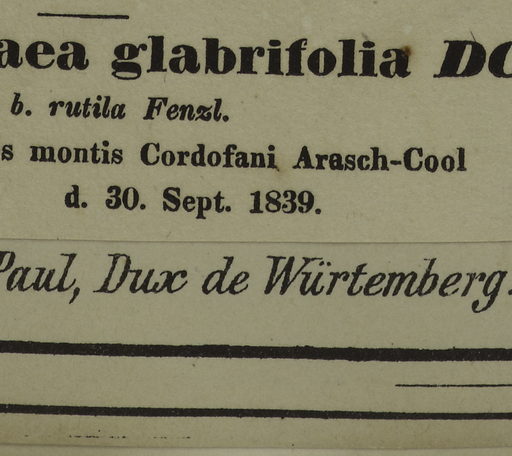 aea glabrifolia DC
b. rutila Fenzl.
s montis Cordofani Arasch-Cool
d. 30. Sept. 1839.
Paul, Dux de Würtemberg.